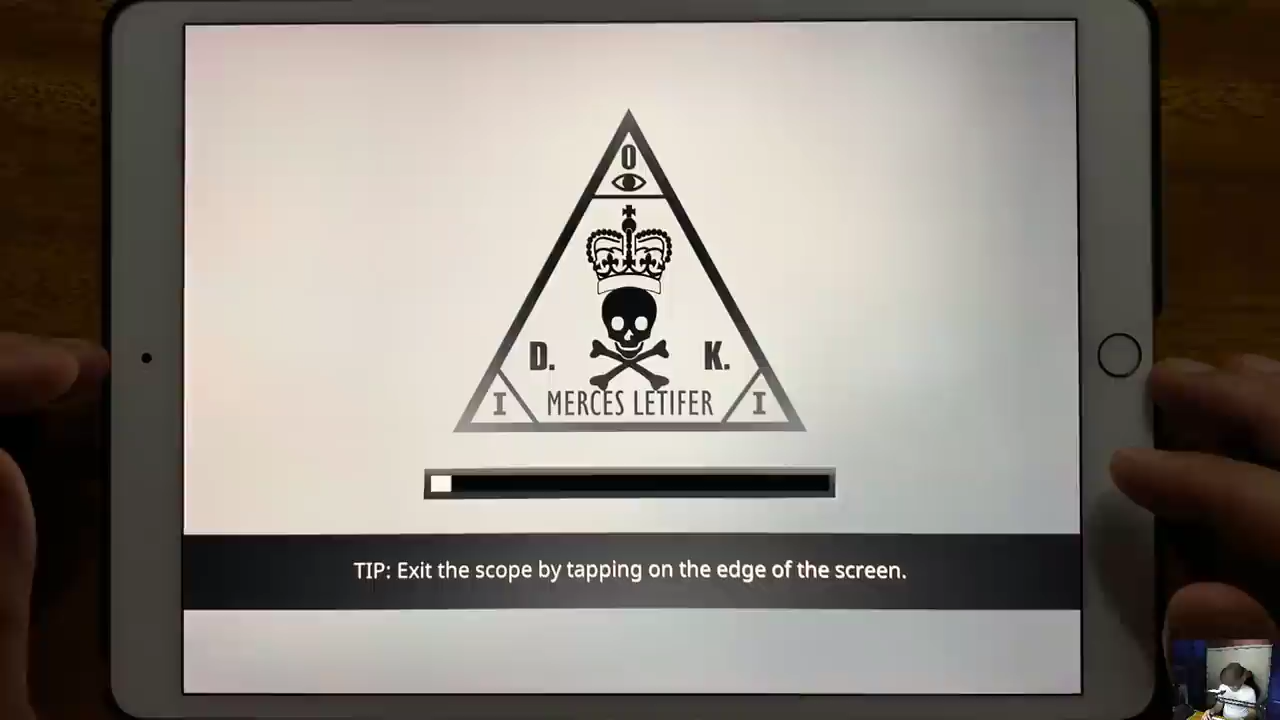 O
D. K.
I MERCES LETIFER I
TIP: Exit the scope by tapping on the edge of the screen.